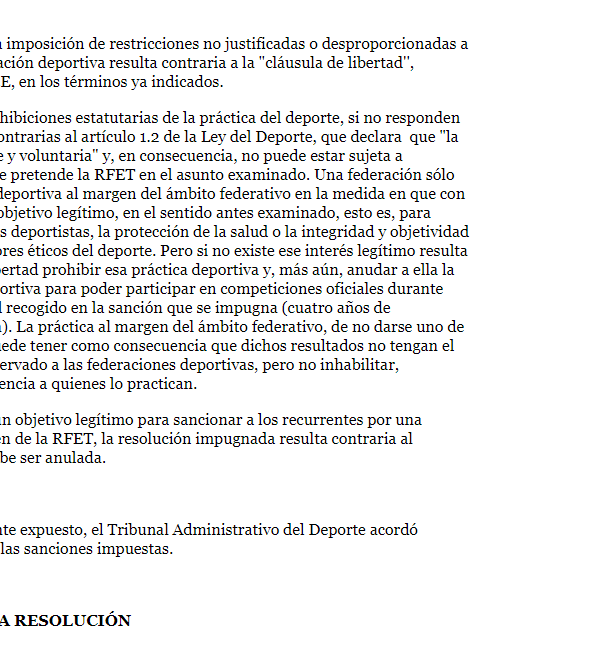 imposición de restricciones no justificadas o desproporcionadas a
ación deportiva resulta contraria a la "cláusula de libertad",
E, en los términos ya indicados.
hibiciones estatutarias de la práctica del deporte, si no responden
ontrarias al artículo 1.2 de la Ley del Deporte, que declara que "la
e y voluntaria" y, en consecuencia, no puede estar sujeta a
e pretende la RFET en el asunto examinado. Una federación sólo
deportiva al margen del ámbito federativo en la medida en que con
objetivo legítimo, en el sentido antes examinado, esto es, para
s deportistas, la protección de la salud o la integridad y objetividad
ores éticos del deporte. Pero si no existe ese interés legítimo resulta
ertad prohibir esa práctica deportiva y, más aún, anudar a ella la
ortiva para poder participar en competiciones oficiales durante
l recogido en la sanción que se impugna (cuatro años de
). La práctica al margen del ámbito federativo, de no darse uno de
uede tener como consecuencia que dichos resultados no tengan el
ervado a las federaciones deportivas, pero no inhabilitar,
encia a quienes lo practican.
un objetivo legítimo para sancionar a los recurrentes por una
en de la RFET, la resolución impugnada resulta contraria al
be ser anulada.
nte expuesto, el Tribunal Administrativo del Deporte acordó
las sanciones impuestas.
A RESOLUCIÓN